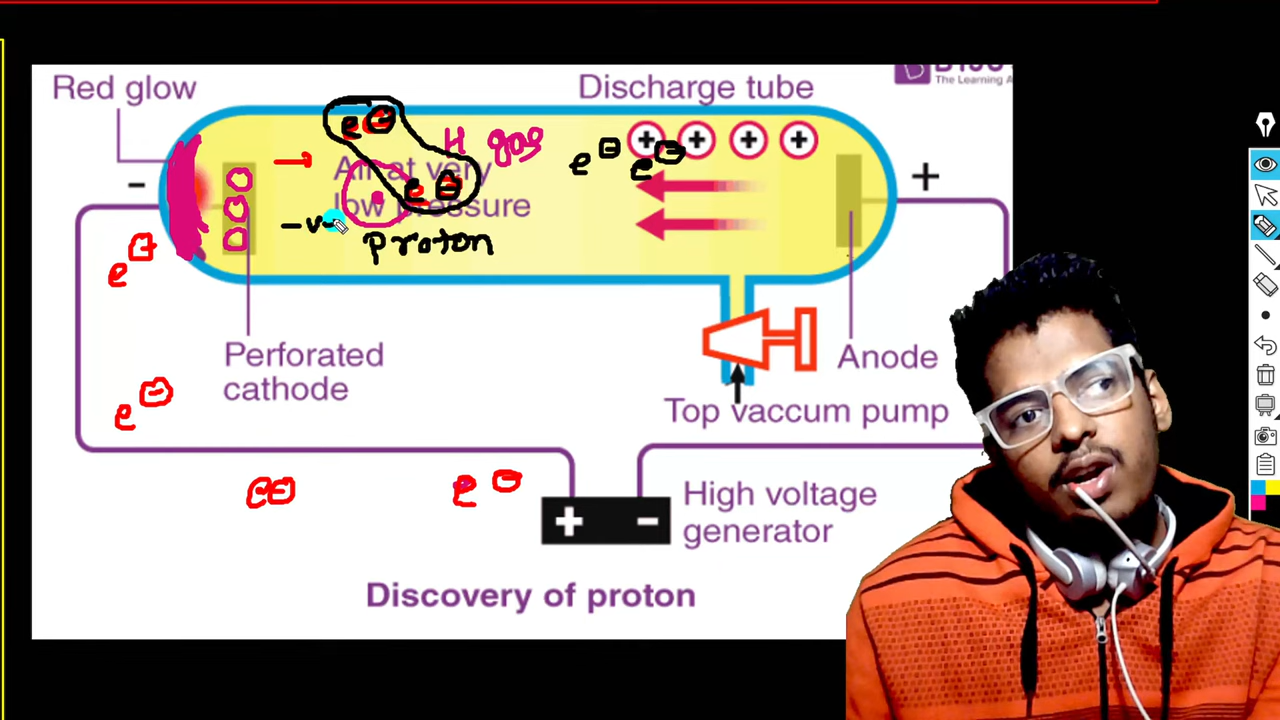 The Learning A
Red glow
Discharge tube
e⊖
H gas
e⊖ e⊖
+ + + +
Air at very
e⊖
low pressure
- +
-v
proton
e⊖
Perforated
cathode
Anode
e⊖
Top vaccum pump
e⊖ e⊖
+ -
High voltage
generator
Discovery of proton